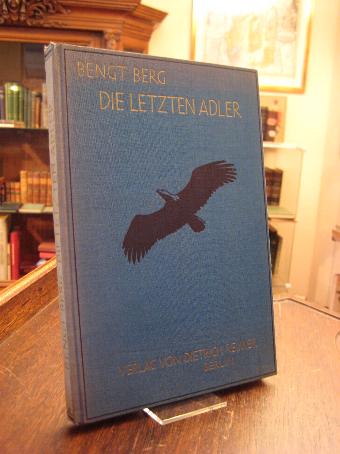 BENGT BERG
DIE LETZTEN ADLER
VERLAG VON DIETRICH REIMER
BERLIN